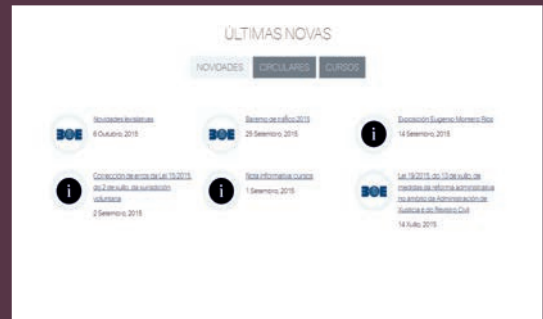 ÚLTIMAS NOVAS
NOVIDADES CIRCULARES CURSOS
BOE
Novidades lexislativas
6 Outubro, 2015
BOE
Baremo de tráfico 2015
25 Setembro, 2015
i
Exposición Eugenio Montero Ríos
14 Setembro, 2015
i
Corrección de erros da Lei 15/2015,
do 2 de xullo, da xurisdición
voluntaria
2 Setembro, 2015
i
Nota informativa cursos
1 Setembro, 2015
BOE
Lei 19/2015, do 13 de xullo, de
medidas de reforma administrativa
no ámbito da Administración de
Xustiza e do Rexistro Civil
14 Xullo, 2015